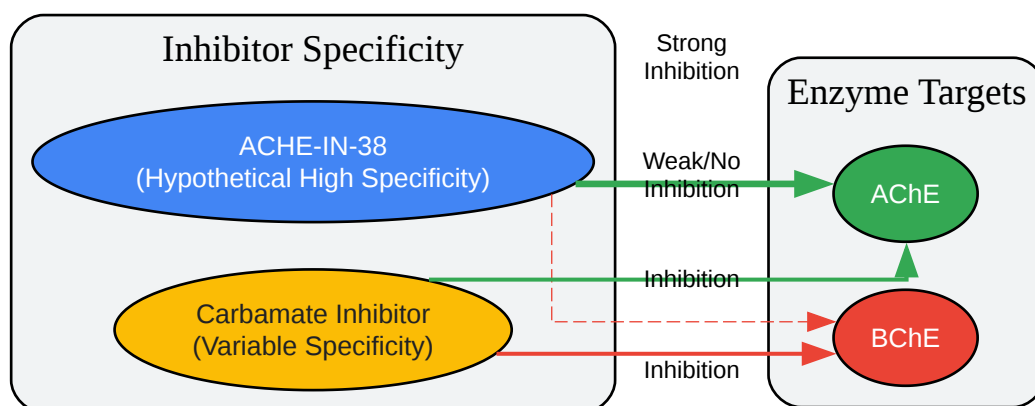 Inhibitor Specificity
ACHE-IN-38
(Hypothetical High Specificity)
Carbamate Inhibitor
(Variable Specificity)
Strong
Inhibition
Weak/No
Inhibition
Inhibition
Inhibition
Enzyme Targets
AChE
BChE